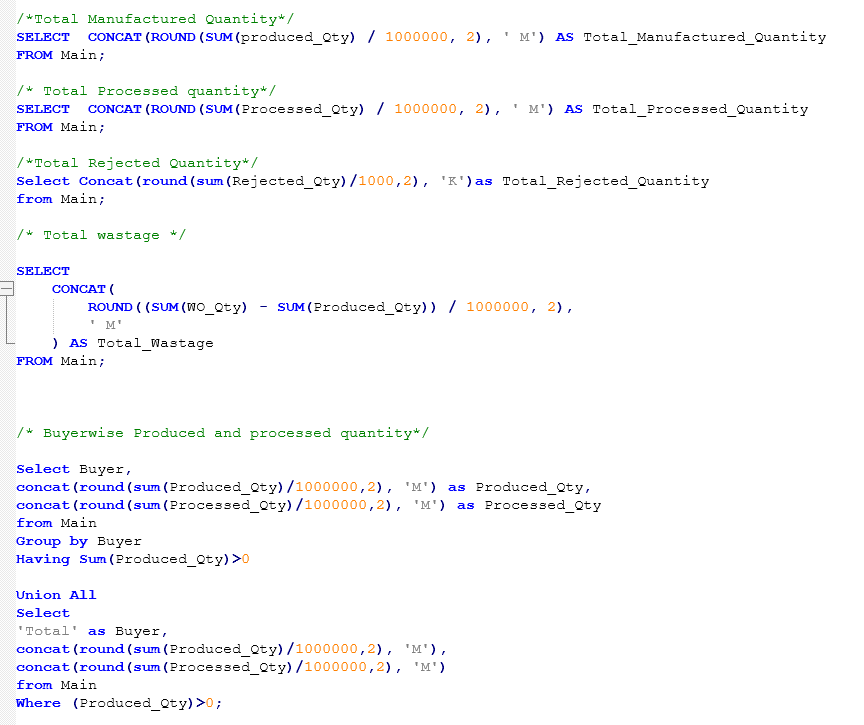 /*Total Manufactured Quantity*/
SELECT  CONCAT(ROUND(SUM(produced_Qty) / 1000000, 2), ' M') AS Total_Manufactured_Quantity
FROM Main;
/* Total Processed quantity*/
SELECT  CONCAT(ROUND(SUM(Processed_Qty) / 1000000, 2), ' M') AS Total_Processed_Quantity
FROM Main;
/*Total Rejected Quantity*/
Select Concat(round(sum(Rejected_Qty)/1000,2), 'K')as Total_Rejected_Quantity
from Main;
/* Total wastage */
SELECT
    CONCAT(
        ROUND((SUM(WO_Qty) - SUM(Produced_Qty)) / 1000000, 2),
        ' M'
    ) AS Total_Wastage
FROM Main;
/* Buyerwise Produced and processed quantity*/
Select Buyer,
concat(round(sum(Produced_Qty)/1000000,2), 'M') as Produced_Qty,
concat(round(sum(Processed_Qty)/1000000,2), 'M') as Processed_Qty
from Main
Group by Buyer
Having Sum(Produced_Qty)>0
Union All
Select
'Total' as Buyer,
concat(round(sum(Produced_Qty)/1000000,2), 'M'),
concat(round(sum(Processed_Qty)/1000000,2), 'M')
from Main
Where (Produced_Qty)>0;